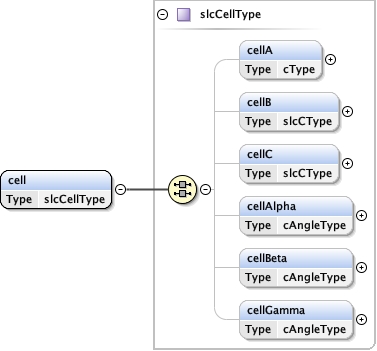 slcCellType
cellA
Type cType
cellB
Type slcCType
cell
Type slcCellType
cellC
Type slcCType
cellAlpha
Type cAngleType
cellBeta
Type cAngleType
cellGamma
Type cAngleType